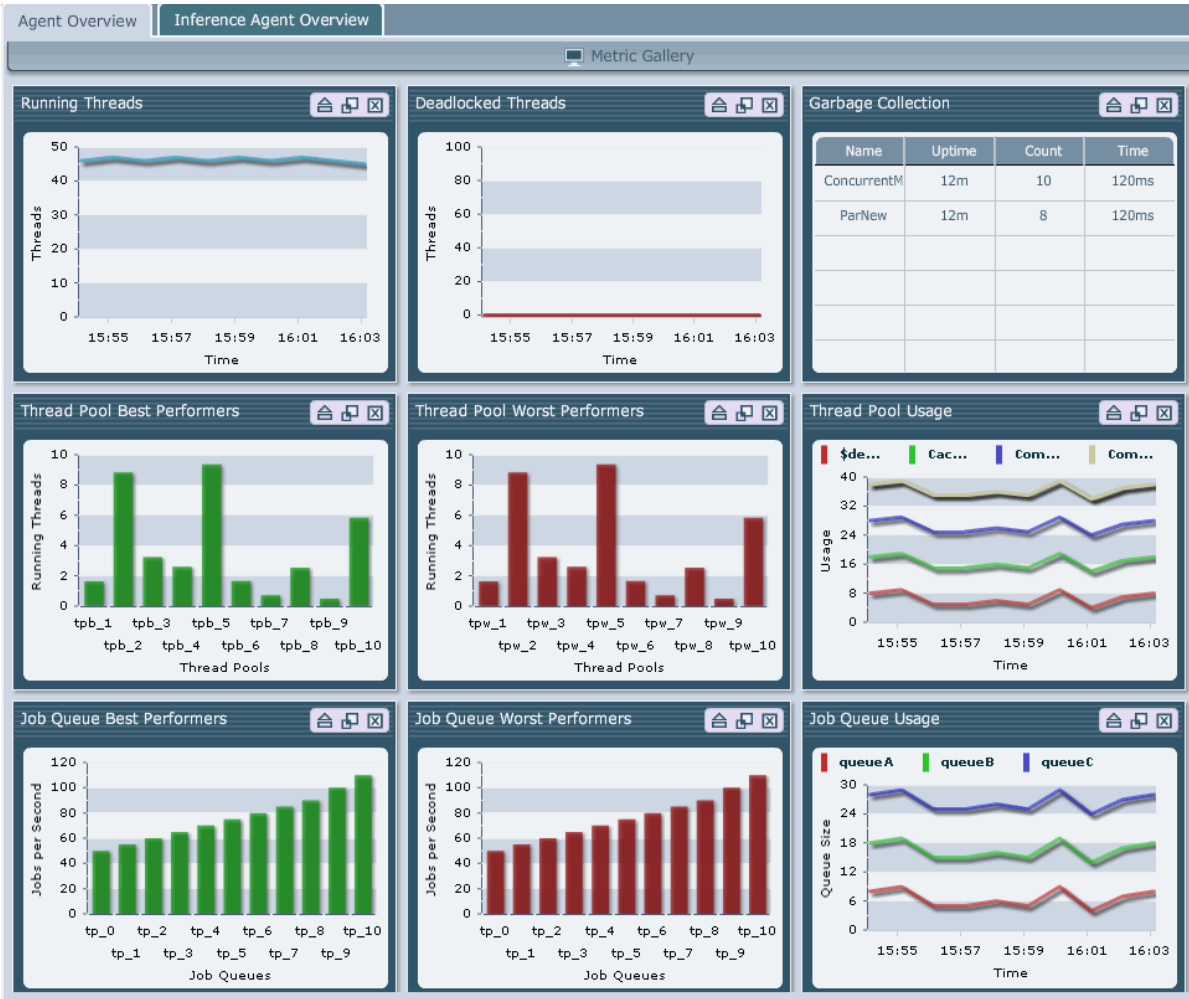 Agent Overview
Inference Agent Overview
Metric Gallery
Running Threads
50
40
30
20
10
0
Threads
15:55 15:57 15:59 16:01 16:03
Time
Deadlocked Threads
100
80
60
40
20
0
Threads
15:55 15:57 15:59 16:01 16:03
Time
Garbage Collection
Name Uptime Count Time
ConcurrentM 12m 10 120ms
ParNew 12m 8 120ms
Thread Pool Best Performers
10
8
6
4
2
0
Running Threads
tpb_1 tpb_3 tpb_5 tpb_7 tpb_9
tpb_2 tpb_4 tpb_6 tpb_8 tpb_10
Thread Pools
Thread Pool Worst Performers
10
8
6
4
2
0
Running Threads
tpw_1 tpw_3 tpw_5 tpw_7 tpw_9
tpw_2 tpw_4 tpw_6 tpw_8 tpw_10
Thread Pools
Thread Pool Usage
$de... Cac... Com... Com...
40
32
24
16
8
0
Usage
15:55 15:57 15:59 16:01 16:03
Time
Job Queue Best Performers
120
100
80
60
40
20
0
Jobs per Second
tp_0 tp_2 tp_4 tp_6 tp_8 tp_10
tp_1 tp_3 tp_5 tp_7 tp_9
Job Queues
Job Queue Worst Performers
120
100
80
60
40
20
0
Jobs per Second
tp_0 tp_2 tp_4 tp_6 tp_8 tp_10
tp_1 tp_3 tp_5 tp_7 tp_9
Job Queues
Job Queue Usage
queueA queueB queueC
30
24
18
12
6
0
Queue Size
15:55 15:57 15:59 16:01 16:03
Time